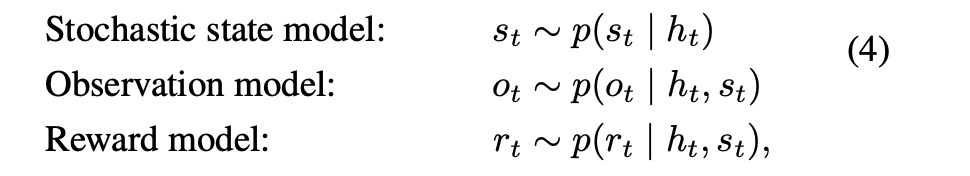 Stochastic state model: s_t ∼ p(s_t | h_t)
(4)
Observation model: o_t ∼ p(o_t | h_t, s_t)
Reward model: r_t ∼ p(r_t | h_t, s_t),